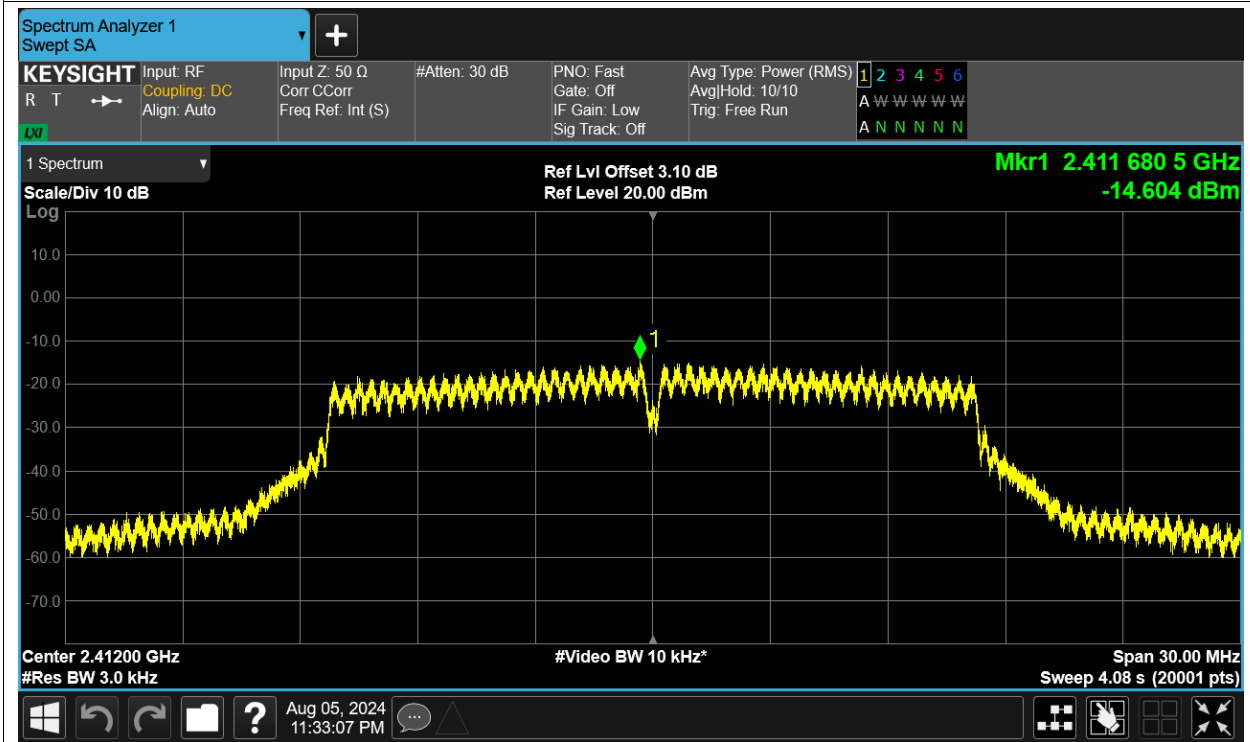 Spectrum Analyzer 1
Swept SA
+
KEYSIGHT
R T
LXI
Input: RF
Coupling: DC
Align: Auto
Input Z: 50 Ω
Corr CCorr
Freq Ref: Int (S)
#Atten: 30 dB
PNO: Fast
Gate: Off
IF Gain: Low
Sig Track: Off
Avg Type: Power (RMS)
Avg|Hold: 10/10
Trig: Free Run
1 2 3 4 5 6
A W W W W W
A N N N N N
1 Spectrum
Scale/Div 10 dB
Log
Ref Lvl Offset 3.10 dB
Ref Level 20.00 dBm
Mkr1 2.411 680 5 GHz
-14.604 dBm
10.0
0.00
-10.0
1
-20.0
-30.0
-40.0
-50.0
-60.0
-70.0
Center 2.41200 GHz
#Res BW 3.0 kHz
#Video BW 10 kHz*
Span 30.00 MHz
Sweep 4.08 s (20001 pts)
?
Aug 05, 2024
11:33:07 PM